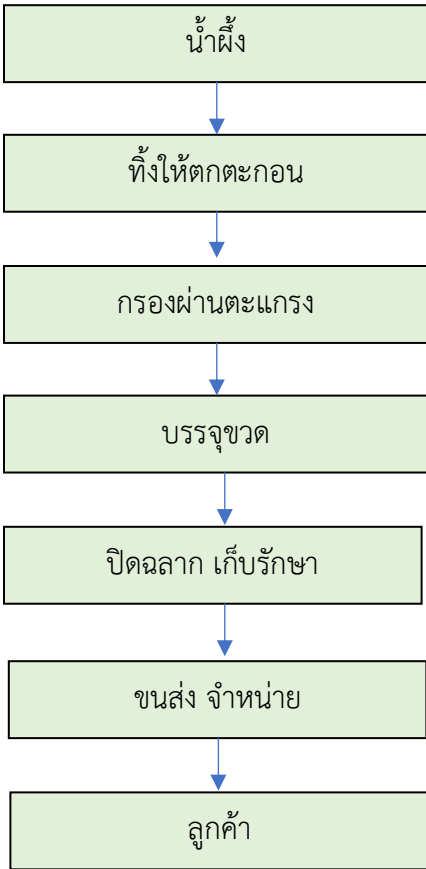 น้ำผึ้ง
ทิ้งให้ตกตะกอน
กรองผ่านตะแกรง
บรรจุขวด
ปิดฉลาก เก็บรักษา
ขนส่ง จำหน่าย
ลูกค้า